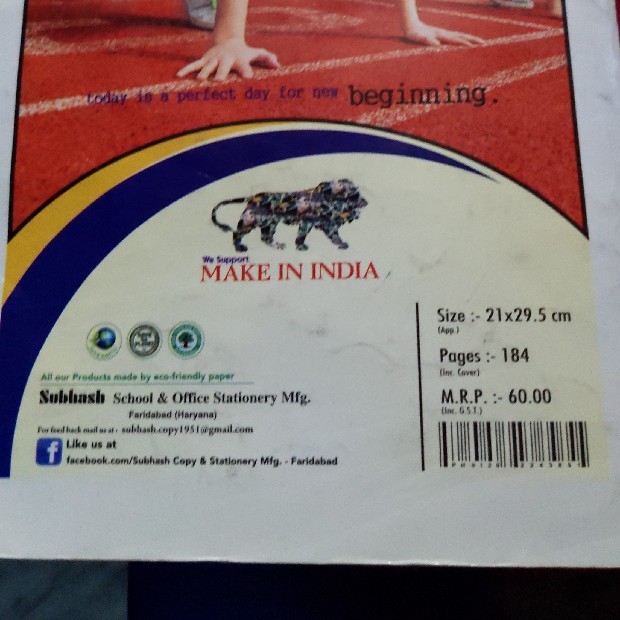 today is a perfect day for new beginning.
We Support
MAKE IN INDIA
All our Products made by eco-friendly paper
Subhash School & Office Stationery Mfg.
Faridabad (Haryana)
For feed back mail us at:- subhash.copy1951@gmail.com
f Like us at
facebook.com/Subhash Copy & Stationery Mfg. - Faridabad
Size :- 21x29.5 cm
(App.)
Pages :- 184
(Inc. Cover)
M.R.P. :- 60.00
(Inc. G.S.T.)